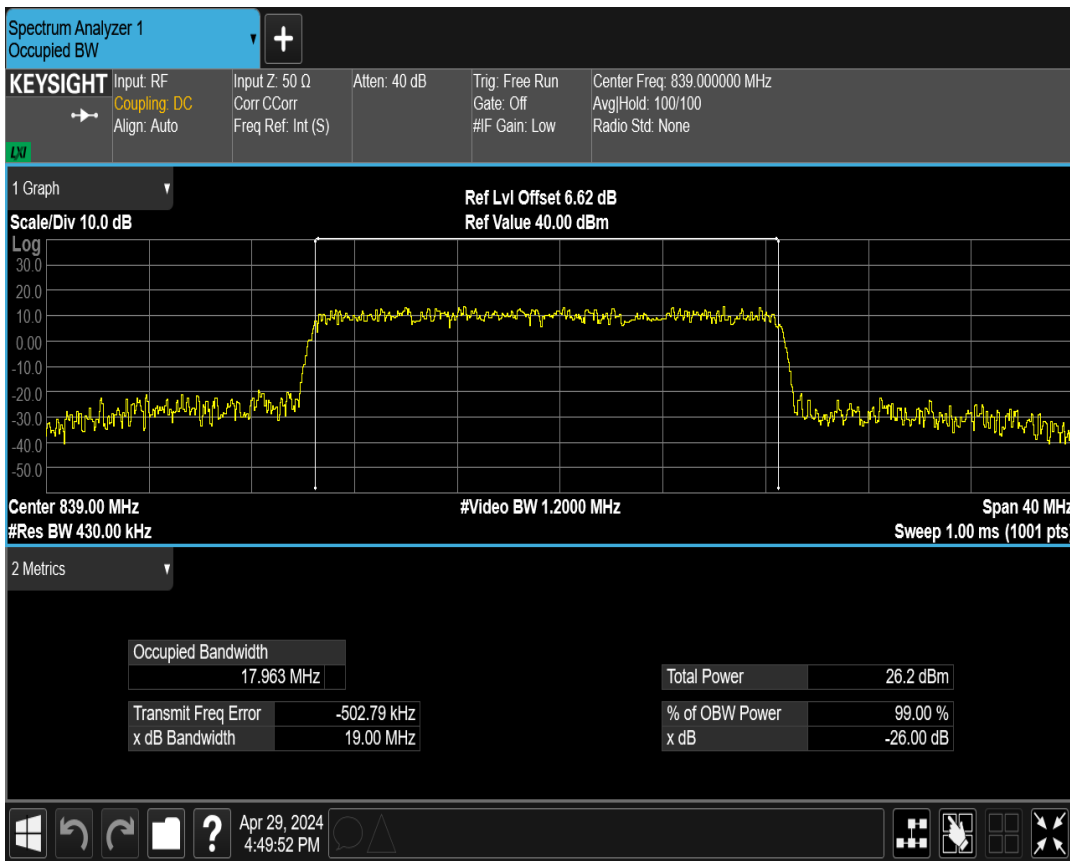 Spectrum Analyzer 1
Occupied BW
KEYSIGHT
LXI
Input: RF
Coupling: DC
Align: Auto
Input Z: 50 Ω
Corr CCorr
Freq Ref: Int (S)
Atten: 40 dB
Trig: Free Run
Gate: Off
#IF Gain: Low
Center Freq: 839.000000 MHz
Avg|Hold: 100/100
Radio Std: None
1 Graph
Scale/Div 10.0 dB
Ref Lvl Offset 6.62 dB
Ref Value 40.00 dBm
Log
30.0
20.0
10.0
0.00
-10.0
-20.0
-30.0
-40.0
-50.0
Center 839.00 MHz
#Res BW 430.00 kHz
#Video BW 1.2000 MHz
Span 40 MHz
Sweep 1.00 ms (1001 pts)
2 Metrics
Occupied Bandwidth
17.963 MHz
Transmit Freq Error -502.79 kHz
x dB Bandwidth 19.00 MHz
Total Power 26.2 dBm
% of OBW Power 99.00 %
x dB -26.00 dB
?
Apr 29, 2024
4:49:52 PM